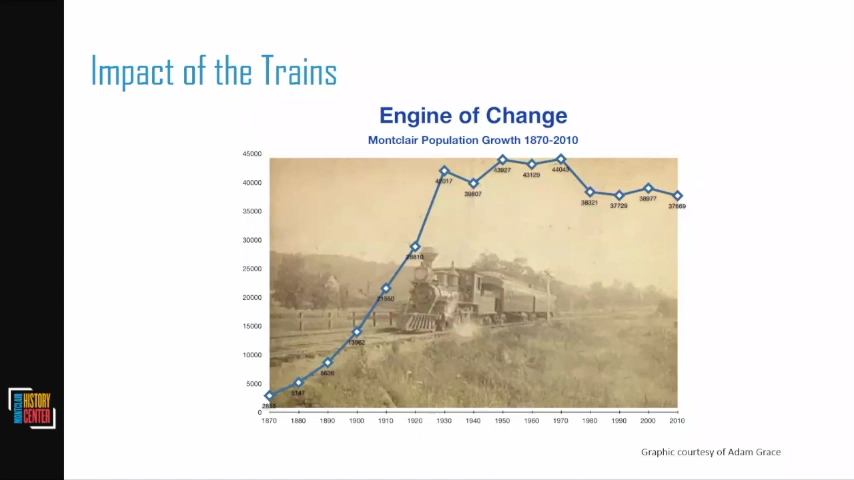 Impact of the Trains
Engine of Change
Montclair Population Growth 1870-2010
45000
40000
35000
30000
25000
20000
15000
10000
5000
0
43927
44043
43129
42017
39807
38321
37729
38977
37669
28810
21550
13962
5147
1870 1880 1890 1900 1910 1920 1930 1940 1950 1960 1970 1980 1990 2000 2010
MONTCLAIR
HISTORY
CENTER
Graphic courtesy of Adam Grace